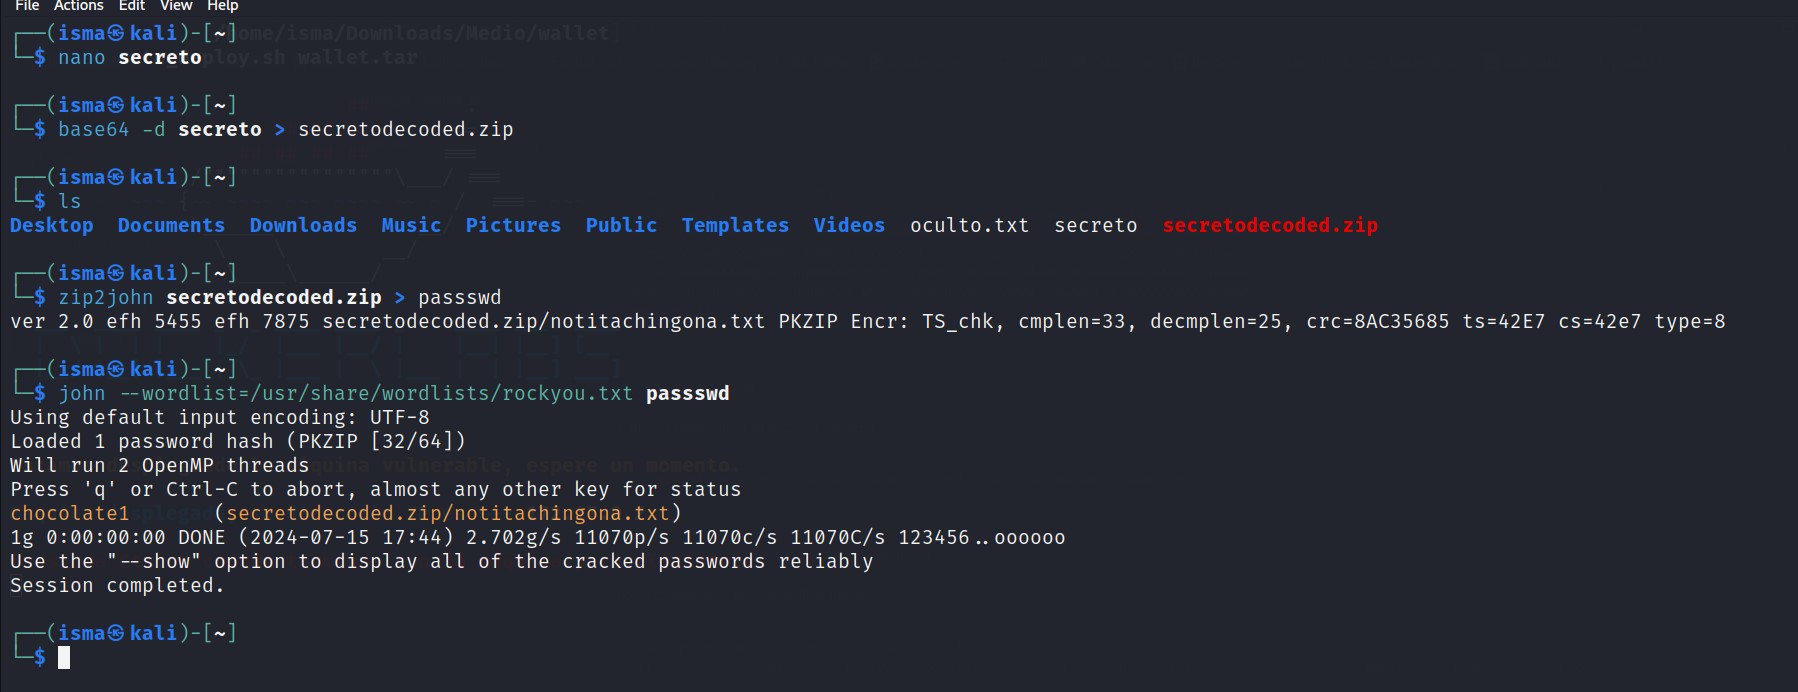 File Actions Edit View Help
┌──(isma㉿kali)-[~]
└─$ nano secreto
┌──(isma㉿kali)-[~]
└─$ base64 -d secreto > secretodecoded.zip
┌──(isma㉿kali)-[~]
└─$ ls
Desktop Documents Downloads Music Pictures Public Templates Videos oculto.txt secreto secretodecoded.zip
┌──(isma㉿kali)-[~]
└─$ zip2john secretodecoded.zip > passswd
ver 2.0 efh 5455 efh 7875 secretodecoded.zip/notitachingona.txt PKZIP Encr: TS_chk, cmplen=33, decmplen=25, crc=8AC35685 ts=42E7 cs=42e7 type=8
┌──(isma㉿kali)-[~]
└─$ john --wordlist=/usr/share/wordlists/rockyou.txt passswd
Using default input encoding: UTF-8
Loaded 1 password hash (PKZIP [32/64])
Will run 2 OpenMP threads
Press 'q' or Ctrl-C to abort, almost any other key for status
chocolate1 (secretodecoded.zip/notitachingona.txt)
1g 0:00:00:00 DONE (2024-07-15 17:44) 2.702g/s 11070p/s 11070c/s 11070C/s 123456..oooooo
Use the "--show" option to display all of the cracked passwords reliably
Session completed.
┌──(isma㉿kali)-[~]
└─$